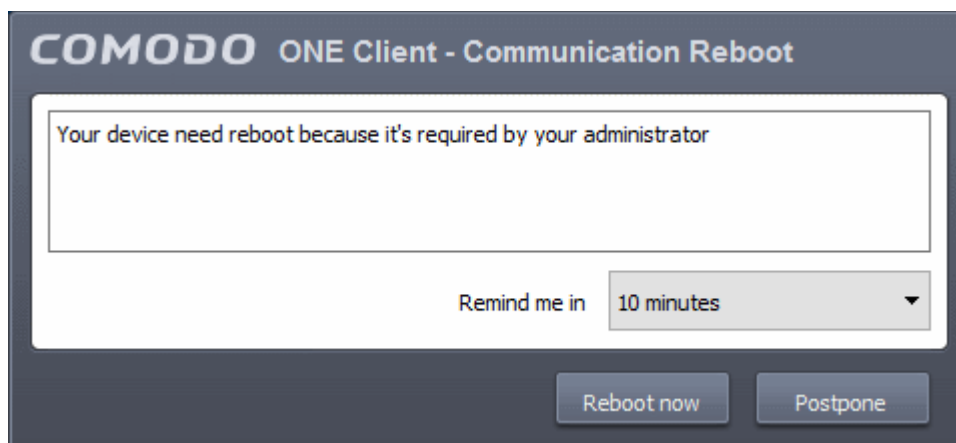 COMODO ONE Client - Communication Reboot
Your device need reboot because it's required by your administrator
Remind me in 10 minutes
Reboot now Postpone